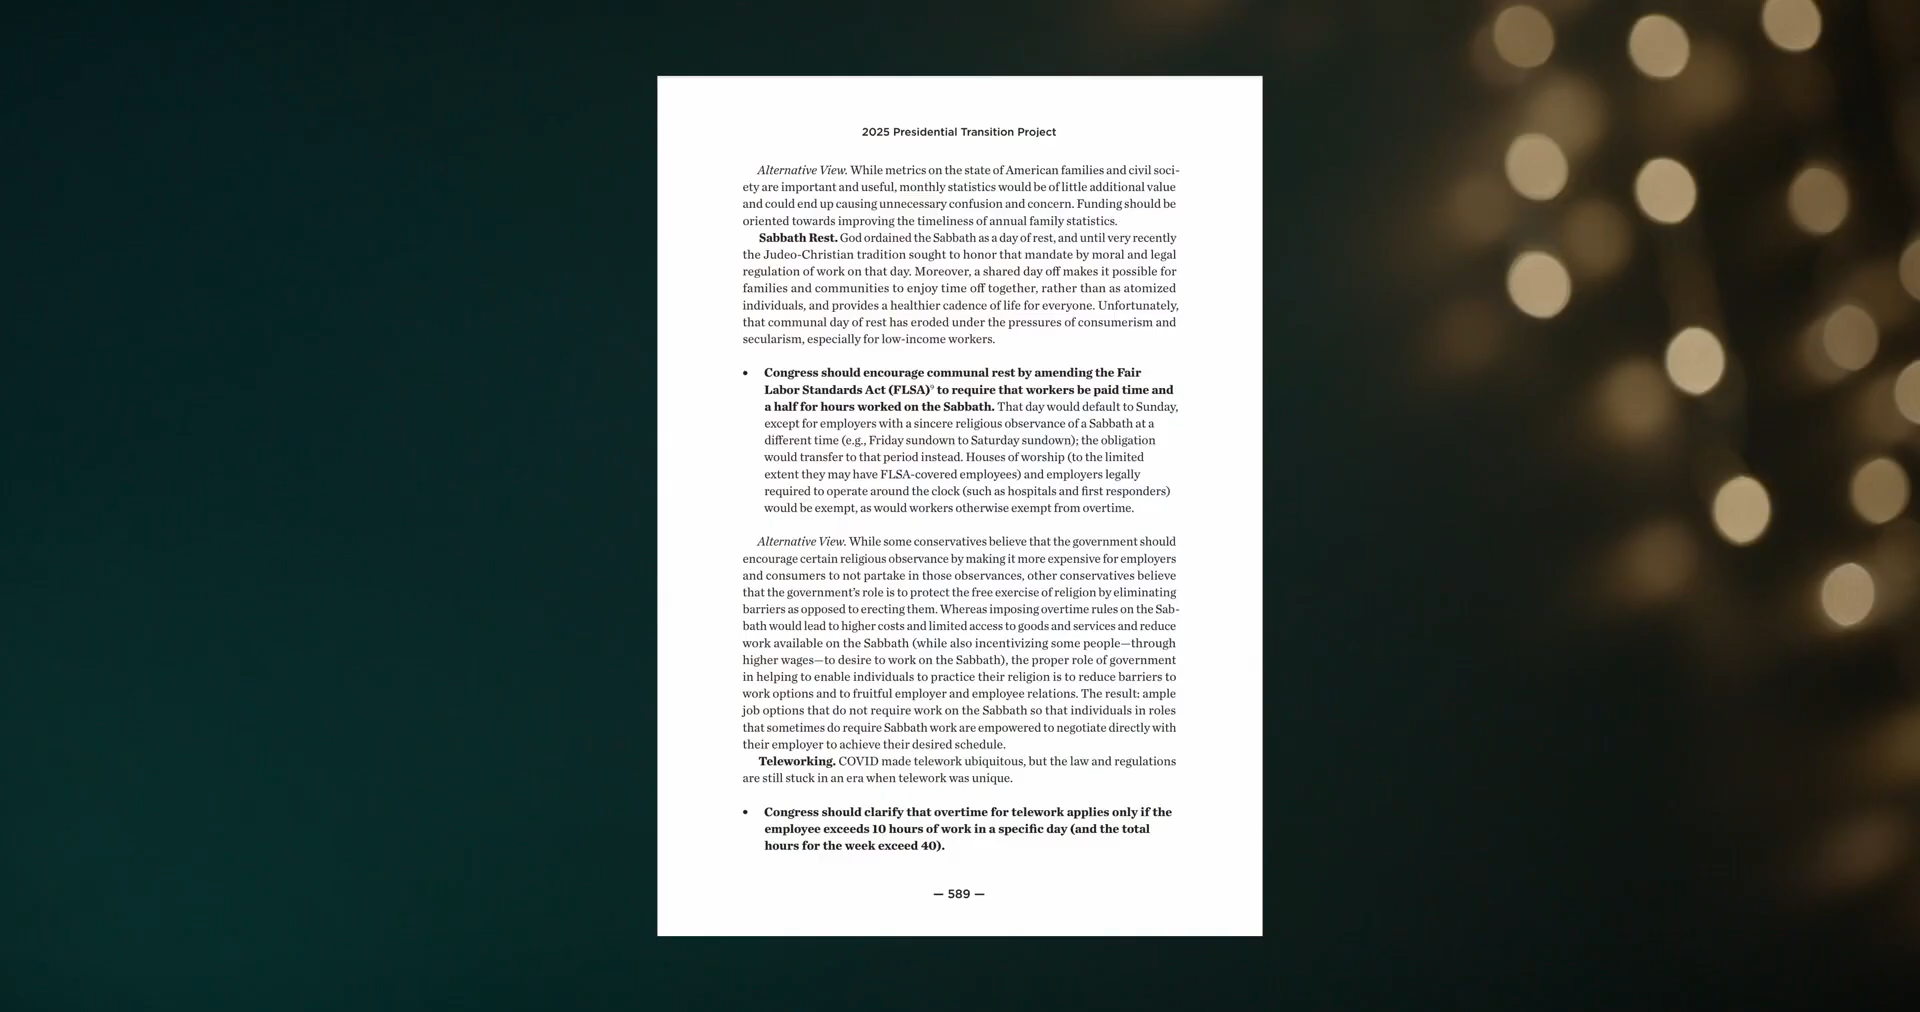 2025 Presidential Transition Project
Alternative View. While metrics on the state of American families and civil soci-
ety are important and useful, monthly statistics would be of little additional value
and could end up causing unnecessary confusion and concern. Funding should be
oriented towards improving the timeliness of annual family statistics.
Sabbath Rest. God ordained the Sabbath as a day of rest, and until very recently
the Judeo-Christian tradition sought to honor that mandate by moral and legal
regulation of work on that day. Moreover, a shared day off makes it possible for
families and communities to enjoy time off together, rather than as atomized
individuals, and provides a healthier cadence of life for everyone. Unfortunately,
that communal day of rest has eroded under the pressures of consumerism and
secularism, especially for low-income workers.
• Congress should encourage communal rest by amending the Fair
Labor Standards Act (FLSA)⁹ to require that workers be paid time and
a half for hours worked on the Sabbath. That day would default to Sunday,
except for employers with a sincere religious observance of a Sabbath at a
different time (e.g., Friday sundown to Saturday sundown); the obligation
would transfer to that period instead. Houses of worship (to the limited
extent they may have FLSA-covered employees) and employers legally
required to operate around the clock (such as hospitals and first responders)
would be exempt, as would workers otherwise exempt from overtime.
Alternative View. While some conservatives believe that the government should
encourage certain religious observance by making it more expensive for employers
and consumers to not partake in those observances, other conservatives believe
that the government's role is to protect the free exercise of religion by eliminating
barriers as opposed to erecting them. Whereas imposing overtime rules on the Sab-
bath would lead to higher costs and limited access to goods and services and reduce
work available on the Sabbath (while also incentivizing some people—through
higher wages—to desire to work on the Sabbath), the proper role of government
in helping to enable individuals to practice their religion is to reduce barriers to
work options and to fruitful employer and employee relations. The result: ample
job options that do not require work on the Sabbath so that individuals in roles
that sometimes do require Sabbath work are empowered to negotiate directly with
their employer to achieve their desired schedule.
Teleworking. COVID made telework ubiquitous, but the law and regulations
are still stuck in an era when telework was unique.
• Congress should clarify that overtime for telework applies only if the
employee exceeds 10 hours of work in a specific day (and the total
hours for the week exceed 40).
— 589 —